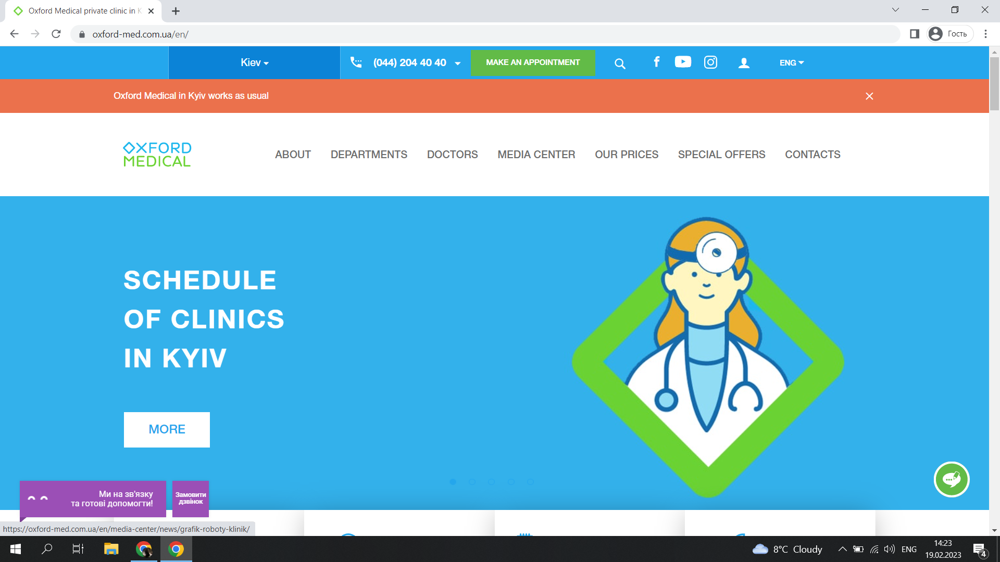 Oxford Medical private clinic in K
oxford-med.com.ua/en/
Гость
Kiev
(044) 204 40 40
MAKE AN APPOINTMENT
ENG
Oxford Medical in Kyiv works as usual
OXFORD
MEDICAL
ABOUT
DEPARTMENTS
DOCTORS
MEDIA CENTER
OUR PRICES
SPECIAL OFFERS
CONTACTS
SCHEDULE
OF CLINICS
IN KYIV
MORE
Ми на зв'язку
та готові допомогти!
Замовити
дзвінок
https://oxford-med.com.ua/en/media-center/news/grafik-roboty-klinik/
8°C Cloudy
ENG
14:23
19.02.2023
4